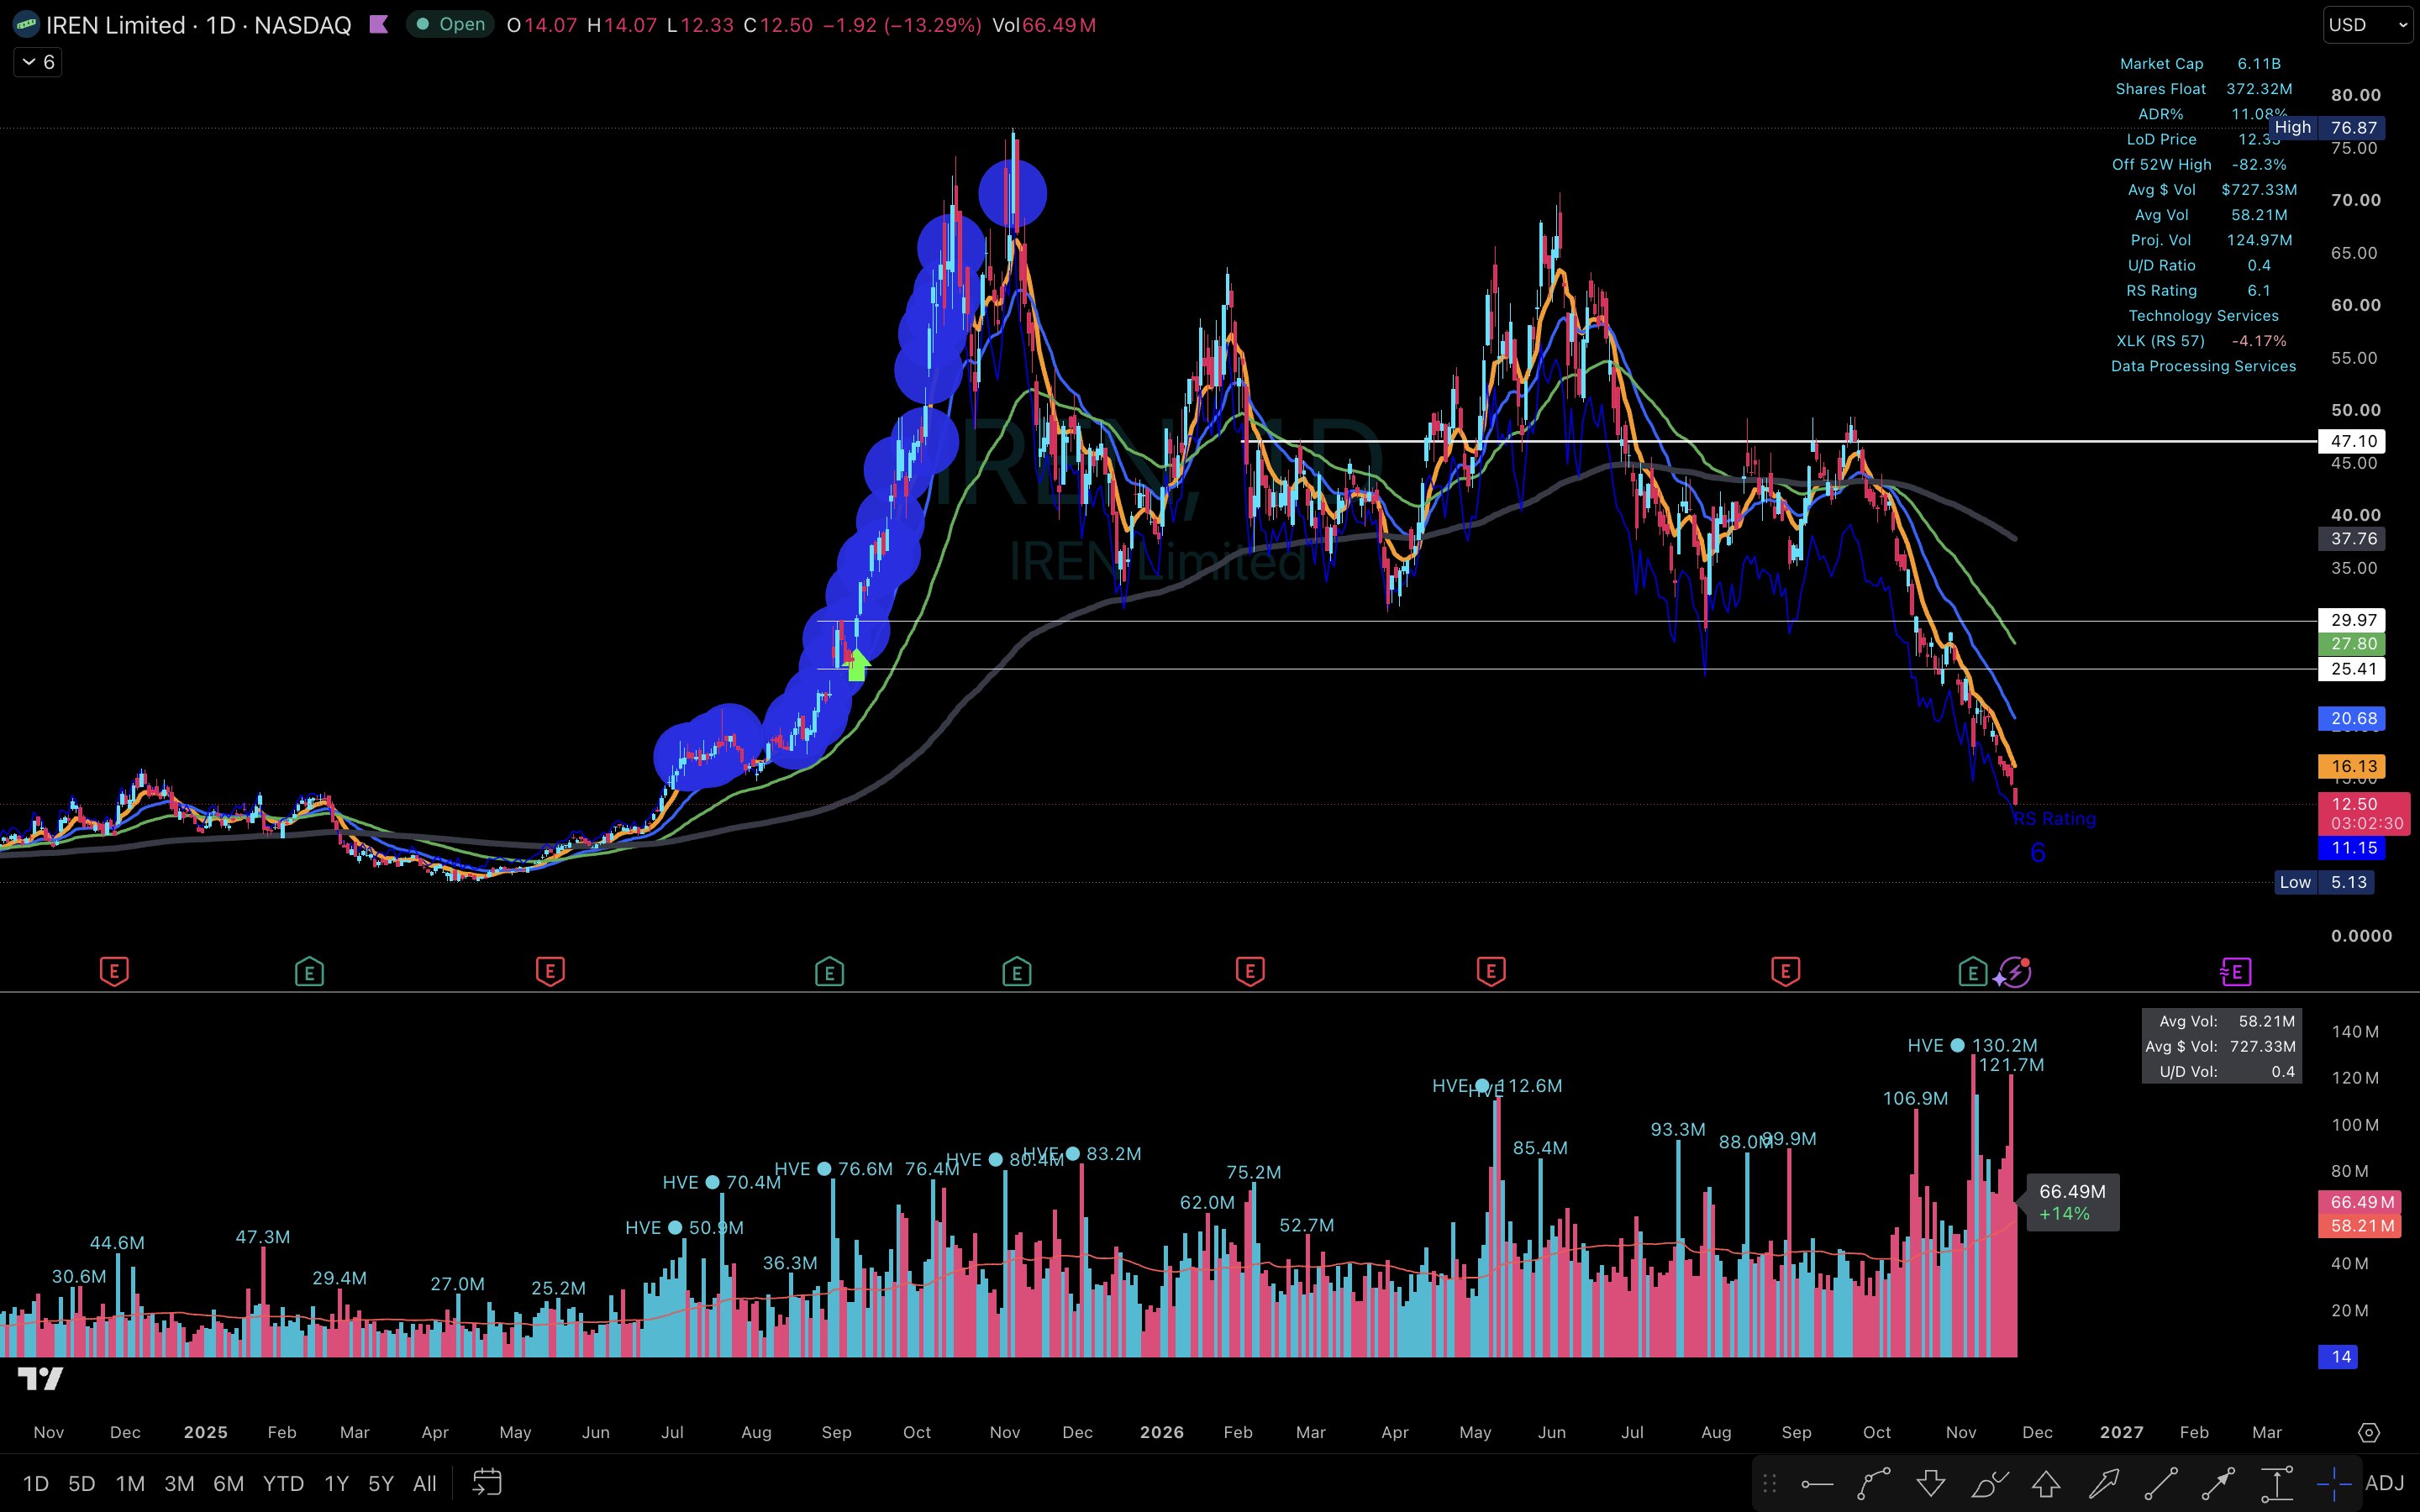 IREN Limited · 1D · NASDAQ Open O14.07 H14.07 L12.33 C12.50 −1.92 (−13.29%) Vol66.49M
USD
6
Market Cap 6.11B
Shares Float 372.32M
ADR% 11.08%
LoD Price 12.33
Off 52W High -82.3%
Avg $ Vol $727.33M
Avg Vol 58.21M
Proj. Vol 124.97M
U/D Ratio 0.4
RS Rating 6.1
Technology Services
XLK (RS 57) -4.17%
Data Processing Services
80.00
High 76.87
75.00
70.00
65.00
60.00
55.00
50.00
47.10
45.00
40.00
37.76
35.00
29.97
27.80
25.41
20.68
16.13
12.50
03:02:30
11.15
Low 5.13
0.0000
IREN, 1D
IREN Limited
RS Rating
6
E
E
E
E
E
E
E
E
E
≈E
Avg Vol: 58.21M
Avg $ Vol: 727.33M
U/D Vol: 0.4
140 M
120 M
100 M
80 M
66.49 M
58.21 M
40 M
20 M
14
HVE 130.2M
121.7M
HVE 112.6M
HVE
106.9M
93.3M
88.0M
89.9M
85.4M
HVE 83.2M
HVE 80.4M
76.4M
HVE 76.6M
75.2M
HVE 70.4M
62.0M
52.7M
HVE 50.9M
47.3M
44.6M
36.3M
30.6M
29.4M
27.0M
25.2M
66.49M
+14%
Nov Dec 2025 Feb Mar Apr May Jun Jul Aug Sep Oct Nov Dec 2026 Feb Mar Apr May Jun Jul Aug Sep Oct Nov Dec 2027 Feb Mar
1D 5D 1M 3M 6M YTD 1Y 5Y All
ADJ